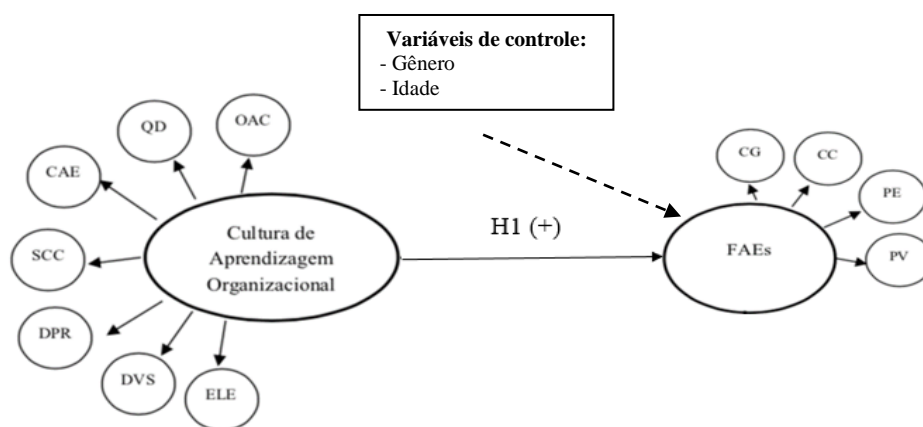 Variáveis de controle:
- Gênero
- Idade
QD
OAC
CAE
SCC
DPR
DVS
ELE
Cultura de
Aprendizagem
Organizacional
H1 (+)
CG
CC
PE
PV
FAEs